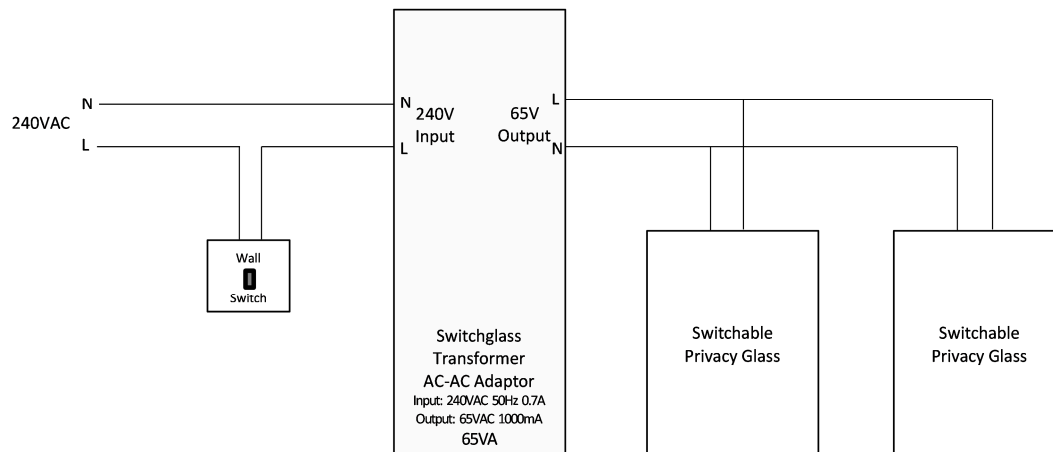 N
240VAC
L
N
240V
Input
L
65V
Output
L
N
Wall
Switch
Switchglass
Transformer
AC-AC Adaptor
Input: 240VAC 50Hz 0.7A
Output: 65VAC 1000mA
65VA
Switchable
Privacy Glass
Switchable
Privacy Glass